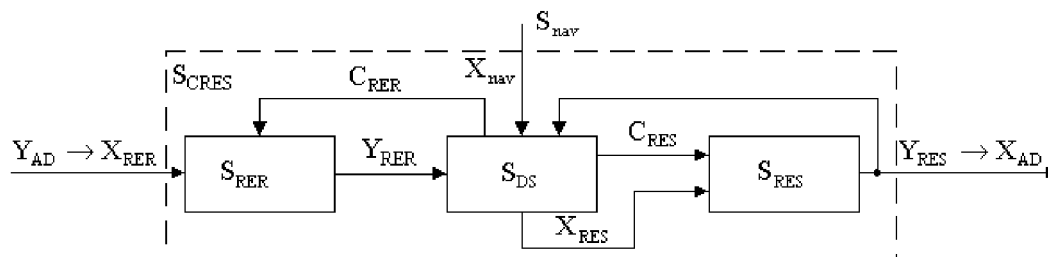 S_nav
X_nav
S_CRES
C_RER
C_RES
Y_AD → X_RER
Y_RER
Y_RES → X_AD
S_RER
S_DS
S_RES
X_RES